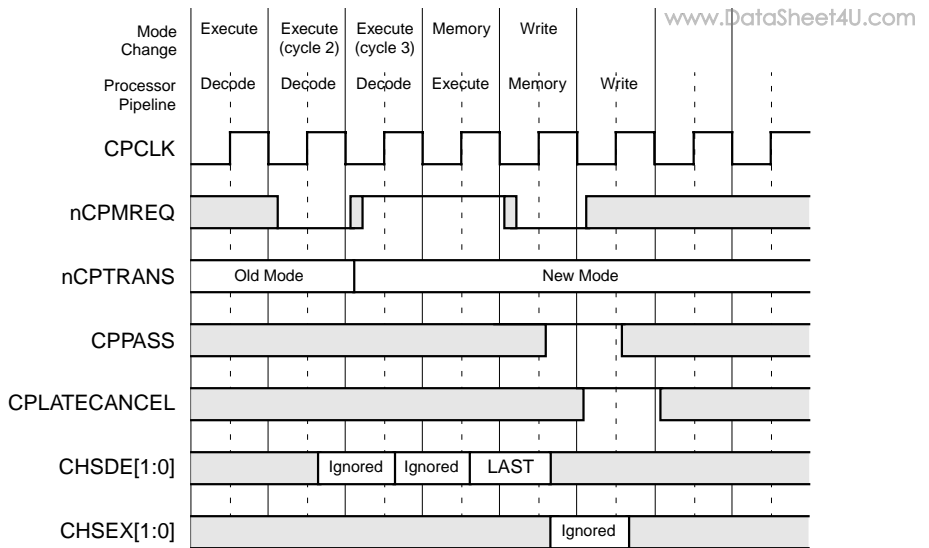 www.DataSheet4U.com
Mode Change
Execute
Execute (cycle 2)
Execute (cycle 3)
Memory
Write
Processor Pipeline
Decode
Decode
Decode
Execute
Memory
Write
CPCLK
nCPMREQ
nCPTRANS
Old Mode
New Mode
CPPASS
CPLATECANCEL
CHSDE[1:0]
Ignored
Ignored
LAST
CHSEX[1:0]
Ignored